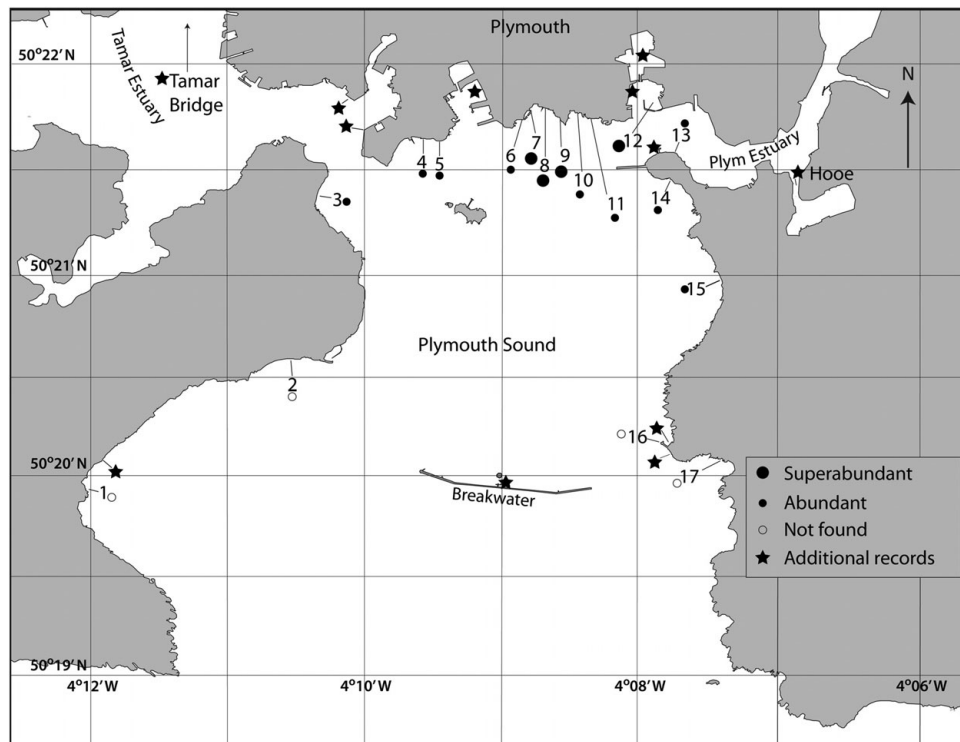 Plymouth
50°22' N
Tamar Estuary
Tamar
Bridge
N
4
5
6
7
8
9
10
11
12
13
Plym Estuary
Hooe
3
14
50°21' N
15
Plymouth Sound
2
16
50°20' N
1
17
Breakwater
Superabundant
Abundant
Not found
Additional records
50°19' N
4°12' W
4°10' W
4°08' W
4°06' W